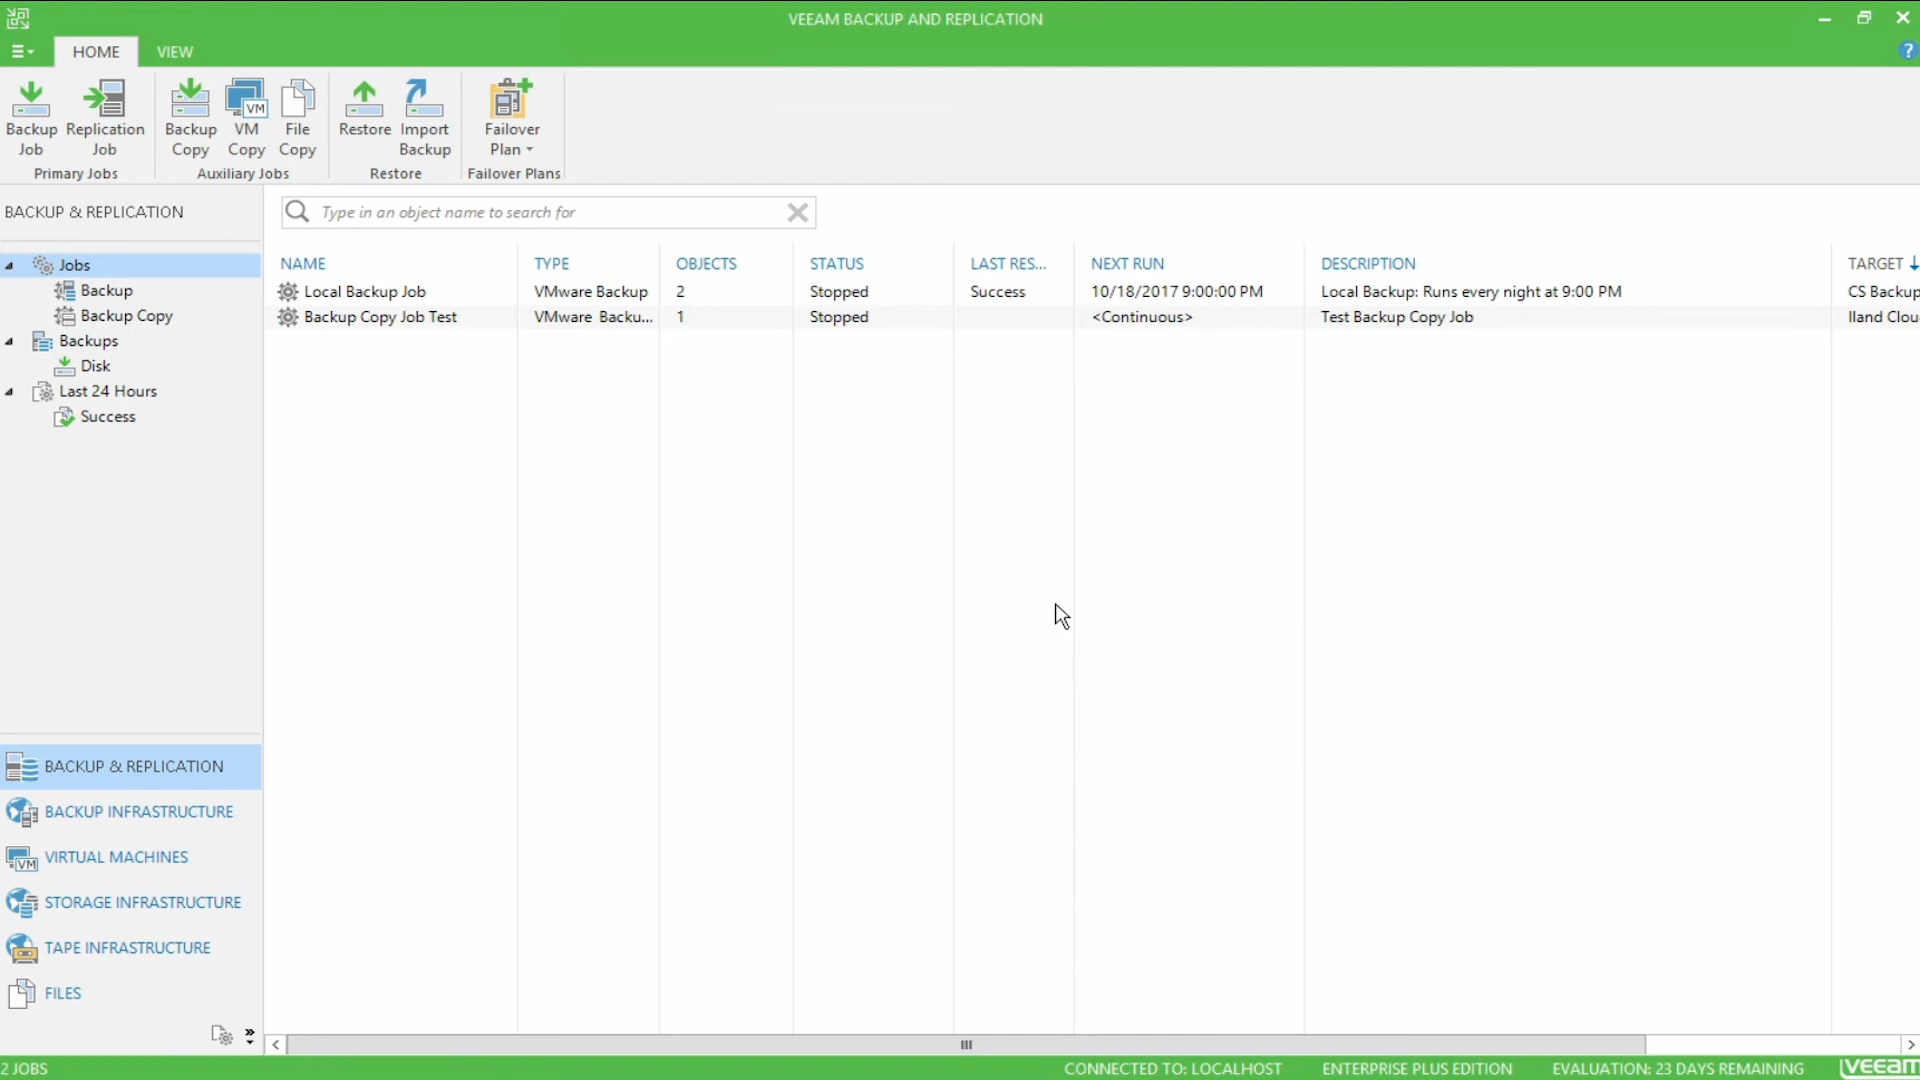 VEEAM BACKUP AND REPLICATION
HOME VIEW
Backup Job
Replication Job
Primary Jobs
Backup Copy
VM Copy
File Copy
Auxiliary Jobs
Restore
Import Backup
Restore
Failover Plan
Failover Plans
BACKUP & REPLICATION
Type in an object name to search for
Jobs
Backup
Backup Copy
Backups
Disk
Last 24 Hours
Success
NAME TYPE OBJECTS STATUS LAST RES... NEXT RUN DESCRIPTION TARGET
Local Backup Job VMware Backup 2 Stopped Success 10/18/2017 9:00:00 PM Local Backup: Runs every night at 9:00 PM CS Backup
Backup Copy Job Test VMware Backu... 1 Stopped <Continuous> Test Backup Copy Job Iland Clou
BACKUP & REPLICATION
BACKUP INFRASTRUCTURE
VM
VIRTUAL MACHINES
STORAGE INFRASTRUCTURE
TAPE INFRASTRUCTURE
FILES
2 JOBS CONNECTED TO: LOCALHOST ENTERPRISE PLUS EDITION EVALUATION: 23 DAYS REMAINING veeam